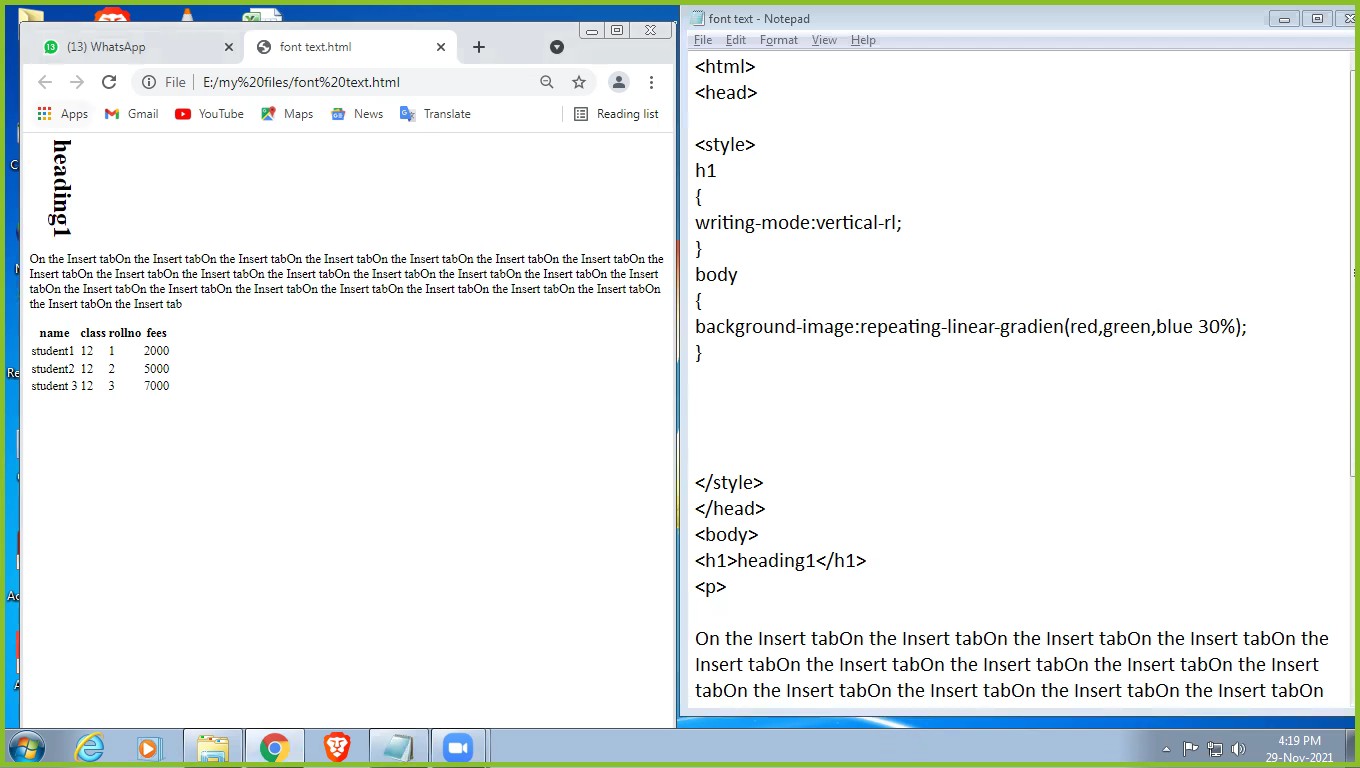 (13) WhatsApp
font text.html
File
E:/my%20files/font%20text.html
Apps
Gmail
YouTube
Maps
News
Translate
Reading list
heading1
On the Insert tabOn the Insert tabOn the Insert tabOn the Insert tabOn the Insert tabOn the Insert tabOn the Insert tabOn the
Insert tabOn the Insert tabOn the Insert tabOn the Insert tabOn the Insert tabOn the Insert tabOn the Insert tabOn the Insert
tabOn the Insert tabOn the Insert tabOn the Insert tabOn the Insert tabOn the Insert tabOn the Insert tabOn the Insert tabOn
the Insert tabOn the Insert tab
name class rollno fees
student1 12 1 2000
student2 12 2 5000
student 3 12 3 7000
font text - Notepad
File Edit Format View Help
<html>
<head>
<style>
h1
{
writing-mode:vertical-rl;
}
body
{
background-image:repeating-linear-gradien(red,green,blue 30%);
}
</style>
</head>
<body>
<h1>heading1</h1>
<p>
On the Insert tabOn the Insert tabOn the Insert tabOn the Insert tabOn the
Insert tabOn the Insert tabOn the Insert tabOn the Insert tabOn the Insert
tabOn the Insert tabOn the Insert tabOn the Insert tabOn the Insert tabOn
4:19 PM
29-Nov-2021